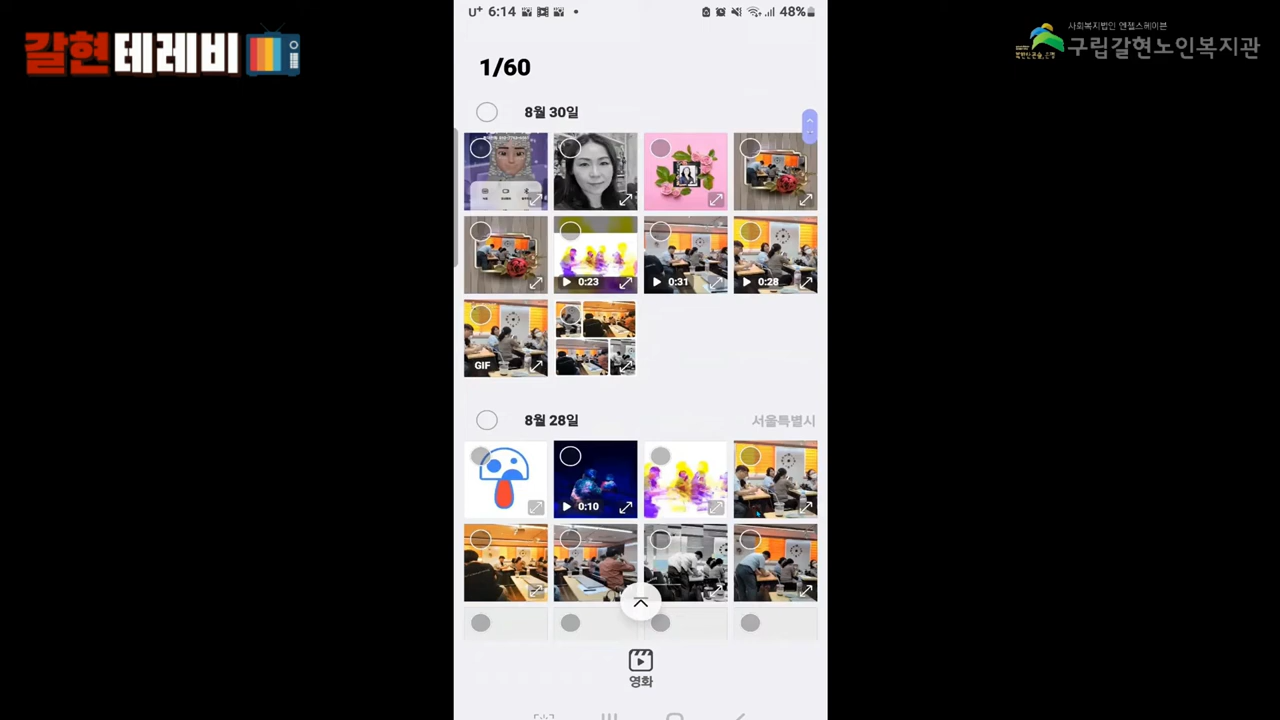 갈현테레비
사회복지법인 엔젤스헤이븐
구립갈현노인복지관
U+ 6:14
48%
1/60
8월 30일
0:23
0:31
0:28
GIF
8월 28일
서울특별시
0:10
영화